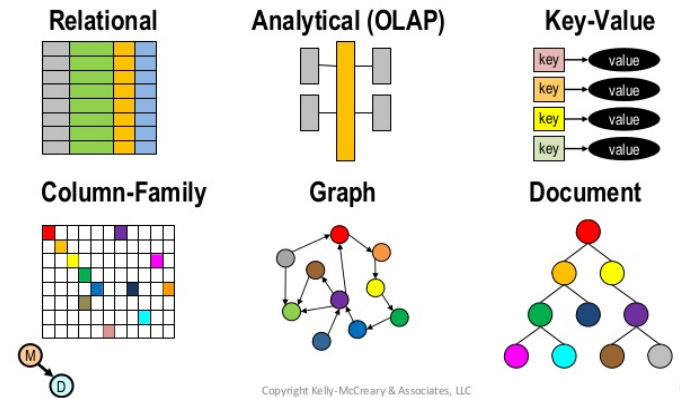 Relational
Analytical (OLAP)
Key-Value
key value
key value
key value
key value
Column-Family
Graph
Document
M
D
Copyright Kelly-McCreary & Associates, LLC